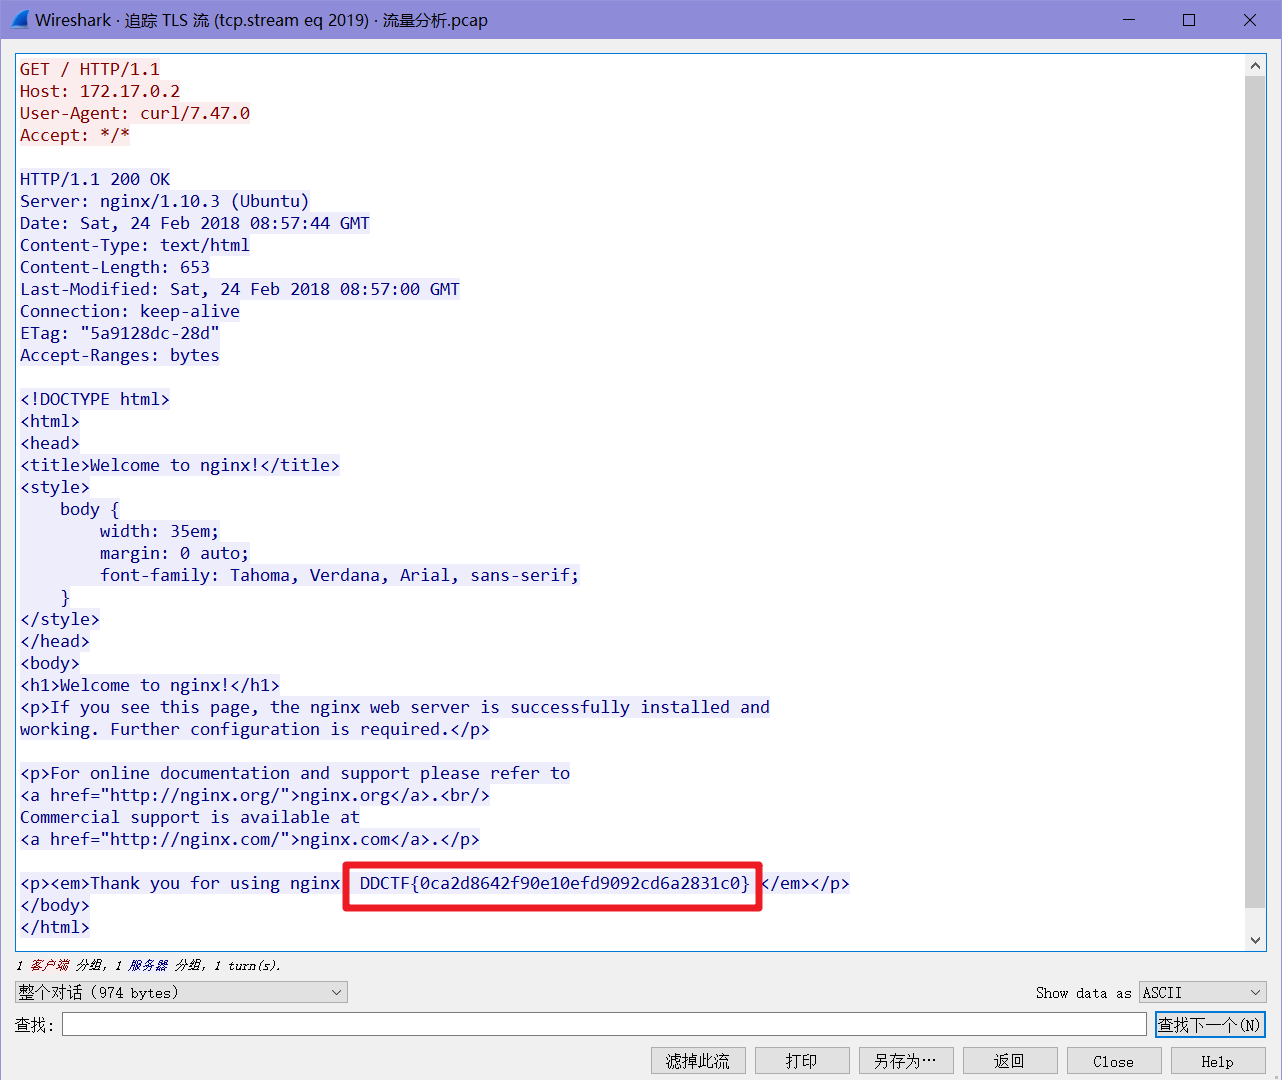 Wireshark · 追踪 TLS 流 (tcp.stream eq 2019) · 流量分析.pcap
GET / HTTP/1.1
Host: 172.17.0.2
User-Agent: curl/7.47.0
Accept: */*
HTTP/1.1 200 OK
Server: nginx/1.10.3 (Ubuntu)
Date: Sat, 24 Feb 2018 08:57:44 GMT
Content-Type: text/html
Content-Length: 653
Last-Modified: Sat, 24 Feb 2018 08:57:00 GMT
Connection: keep-alive
ETag: "5a9128dc-28d"
Accept-Ranges: bytes
<!DOCTYPE html>
<html>
<head>
<title>Welcome to nginx!</title>
<style>
body {
width: 35em;
margin: 0 auto;
font-family: Tahoma, Verdana, Arial, sans-serif;
}
</style>
</head>
<body>
<h1>Welcome to nginx!</h1>
<p>If you see this page, the nginx web server is successfully installed and
working. Further configuration is required.</p>
<p>For online documentation and support please refer to
<a href="http://nginx.org/">nginx.org</a>.<br/>
Commercial support is available at
<a href="http://nginx.com/">nginx.com</a>.</p>
<p><em>Thank you for using nginx DDCTF{0ca2d8642f90e10efd9092cd6a2831c0} </em></p>
</body>
</html>
1 客户端 分组, 1 服务器 分组, 1 turn(s).
整个对话 (974 bytes) Show data as ASCII
查找: 查找下一个(N)
滤掉此流 打印 另存为… 返回 Close Help